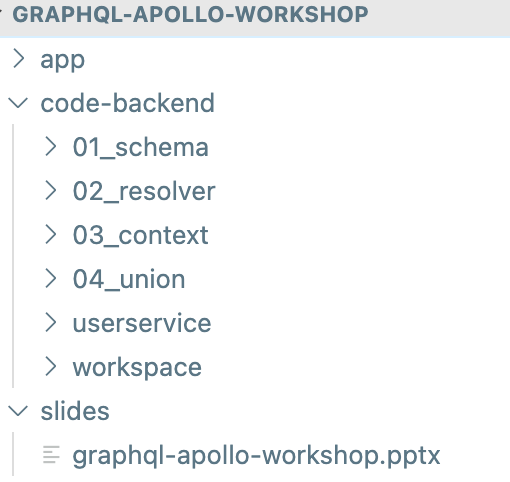 GRAPHQL-APOLLO-WORKSHOP
app
code-backend
01_schema
02_resolver
03_context
04_union
userservice
workspace
slides
graphql-apollo-workshop.pptx